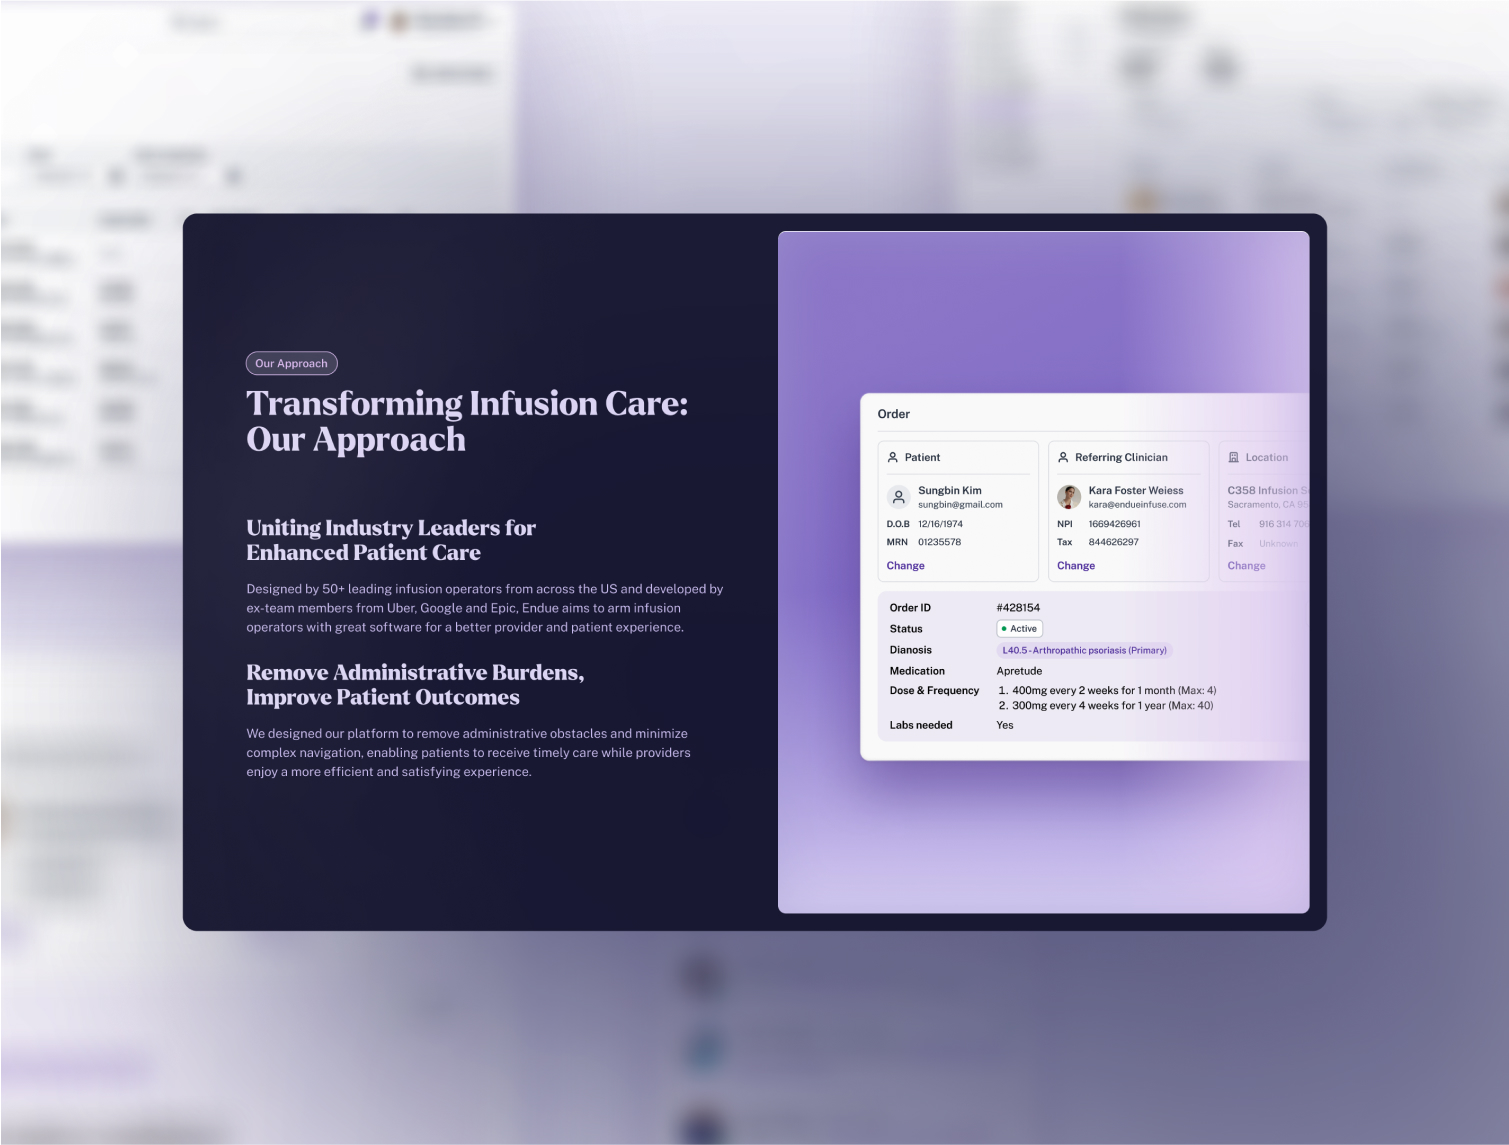 Our Approach
Transforming Infusion Care:
Our Approach
Uniting Industry Leaders for
Enhanced Patient Care
Designed by 50+ leading infusion operators from across the US and developed by
ex-team members from Uber, Google and Epic, Endue aims to arm infusion
operators with great software for a better provider and patient experience.
Remove Administrative Burdens,
Improve Patient Outcomes
We designed our platform to remove administrative obstacles and minimize
complex navigation, enabling patients to receive timely care while providers
enjoy a more efficient and satisfying experience.
Order
Patient
Sungbin Kim
sungbin@gmail.com
D.O.B 12/16/1974
MRN 01235578
Change
Referring Clinician
Kara Foster Weiess
kara@endueinfuse.com
NPI 1669426961
Tax 844626297
Change
Location
C358 Infusion
Sacramento, CA
Tel 916 314
Fax Unknown
Change
Order ID #428154
Status Active
Dianosis L40.5 - Arthropathic psoriasis (Primary)
Medication Apretude
Dose & Frequency 1. 400mg every 2 weeks for 1 month (Max: 4)
2. 300mg every 4 weeks for 1 year (Max: 40)
Labs needed Yes